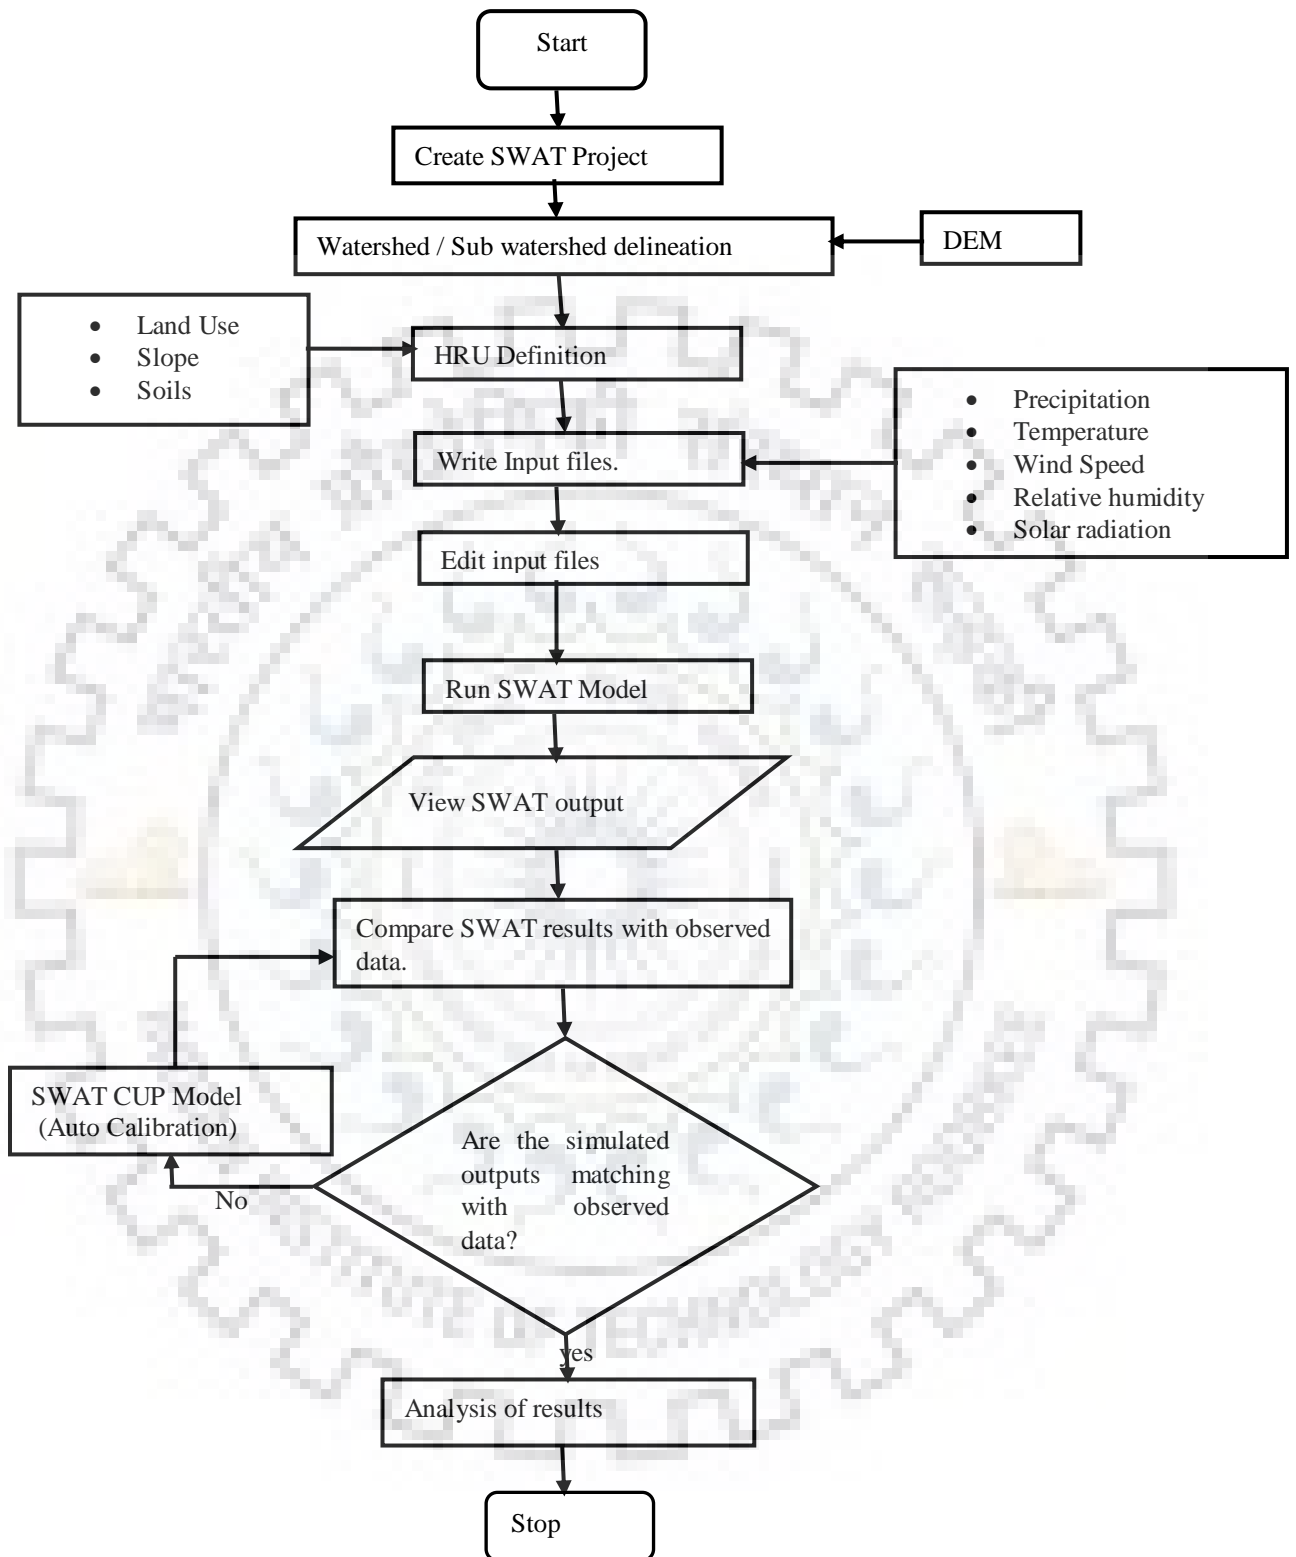 Start
Create SWAT Project
Watershed / Sub watershed delineation
DEM
• Land Use
• Slope
• Soils
HRU Definition
• Precipitation
• Temperature
• Wind Speed
• Relative humidity
• Solar radiation
Write Input files.
Edit input files
Run SWAT Model
View SWAT output
Compare SWAT results with observed
data.
SWAT CUP Model
(Auto Calibration)
Are the simulated
outputs matching
with observed
data?
No
yes
Analysis of results
Stop